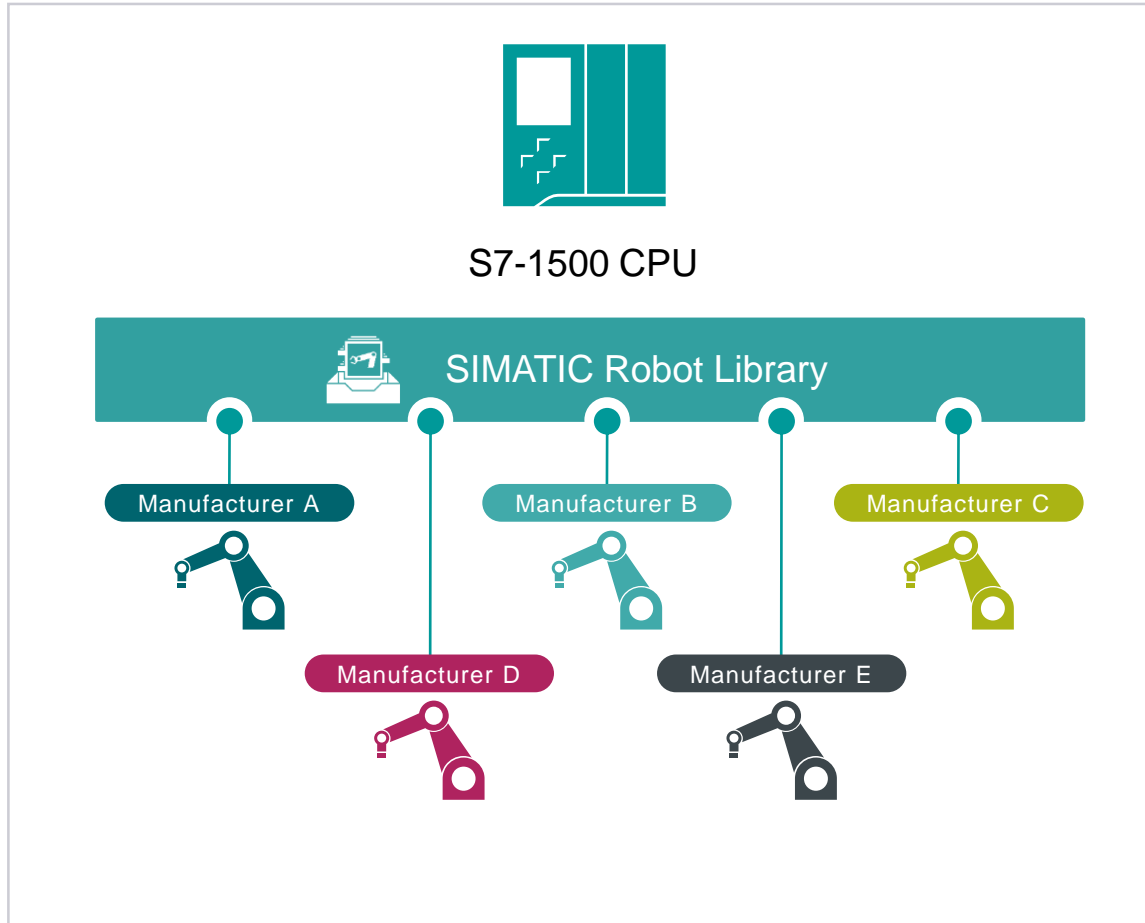 S7-1500 CPU
SIMATIC Robot Library
Manufacturer A
Manufacturer B
Manufacturer C
Manufacturer D
Manufacturer E